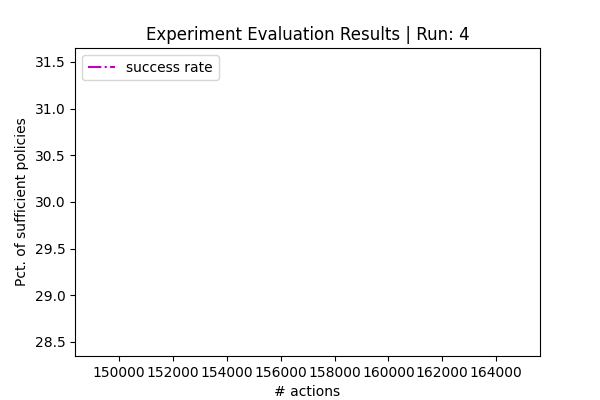 Experiment Evaluation Results | Run: 4
success rate
31.5
31.0
30.5
30.0
29.5
29.0
28.5
Pct. of sufficient policies
150000 152000 154000 156000 158000 160000 162000 164000
# actions